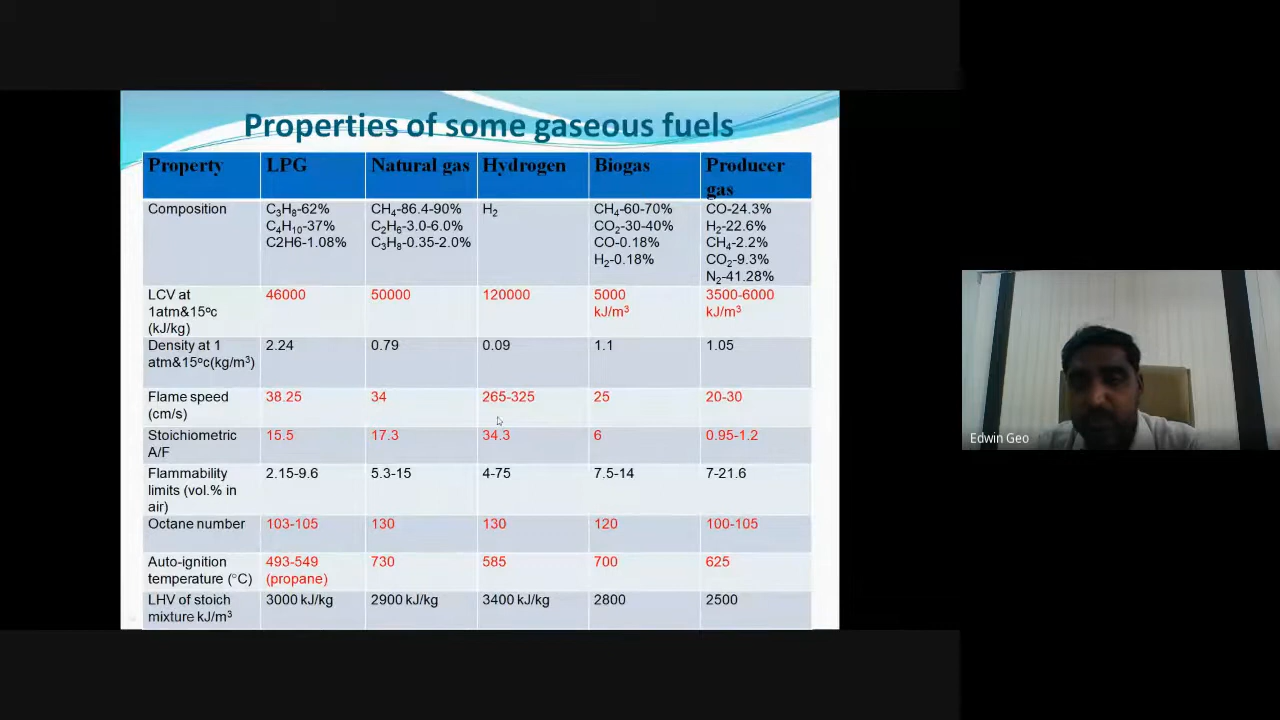 Properties of some gaseous fuels
Property LPG Natural gas Hydrogen Biogas Producer gas
Composition
C₃H₈-62%
C₄H₁₀-37%
C2H6-1.08%
CH₄-86.4-90%
C₂H₆-3.0-6.0%
C₃H₈-0.35-2.0%
H₂
CH₄-60-70%
CO₂-30-40%
CO-0.18%
H₂-0.18%
CO-24.3%
H₂-22.6%
CH₄-2.2%
CO₂-9.3%
N₂-41.28%
LCV at
1atm&15ºc
(kJ/kg)
46000
50000
120000
5000
kJ/m³
3500-6000
kJ/m³
Density at 1
atm&15ºc(kg/m³)
2.24
0.79
0.09
1.1
1.05
Flame speed
(cm/s)
38.25
34
265-325
25
20-30
Stoichiometric
A/F
15.5
17.3
34.3
6
0.95-1.2
Flammability
limits (vol.% in
air)
2.15-9.6
5.3-15
4-75
7.5-14
7-21.6
Octane number
103-105
130
130
120
100-105
Auto-ignition
temperature (°C)
493-549
(propane)
730
585
700
625
LHV of stoich
mixture kJ/m³
3000 kJ/kg
2900 kJ/kg
3400 kJ/kg
2800
2500
Edwin Geo